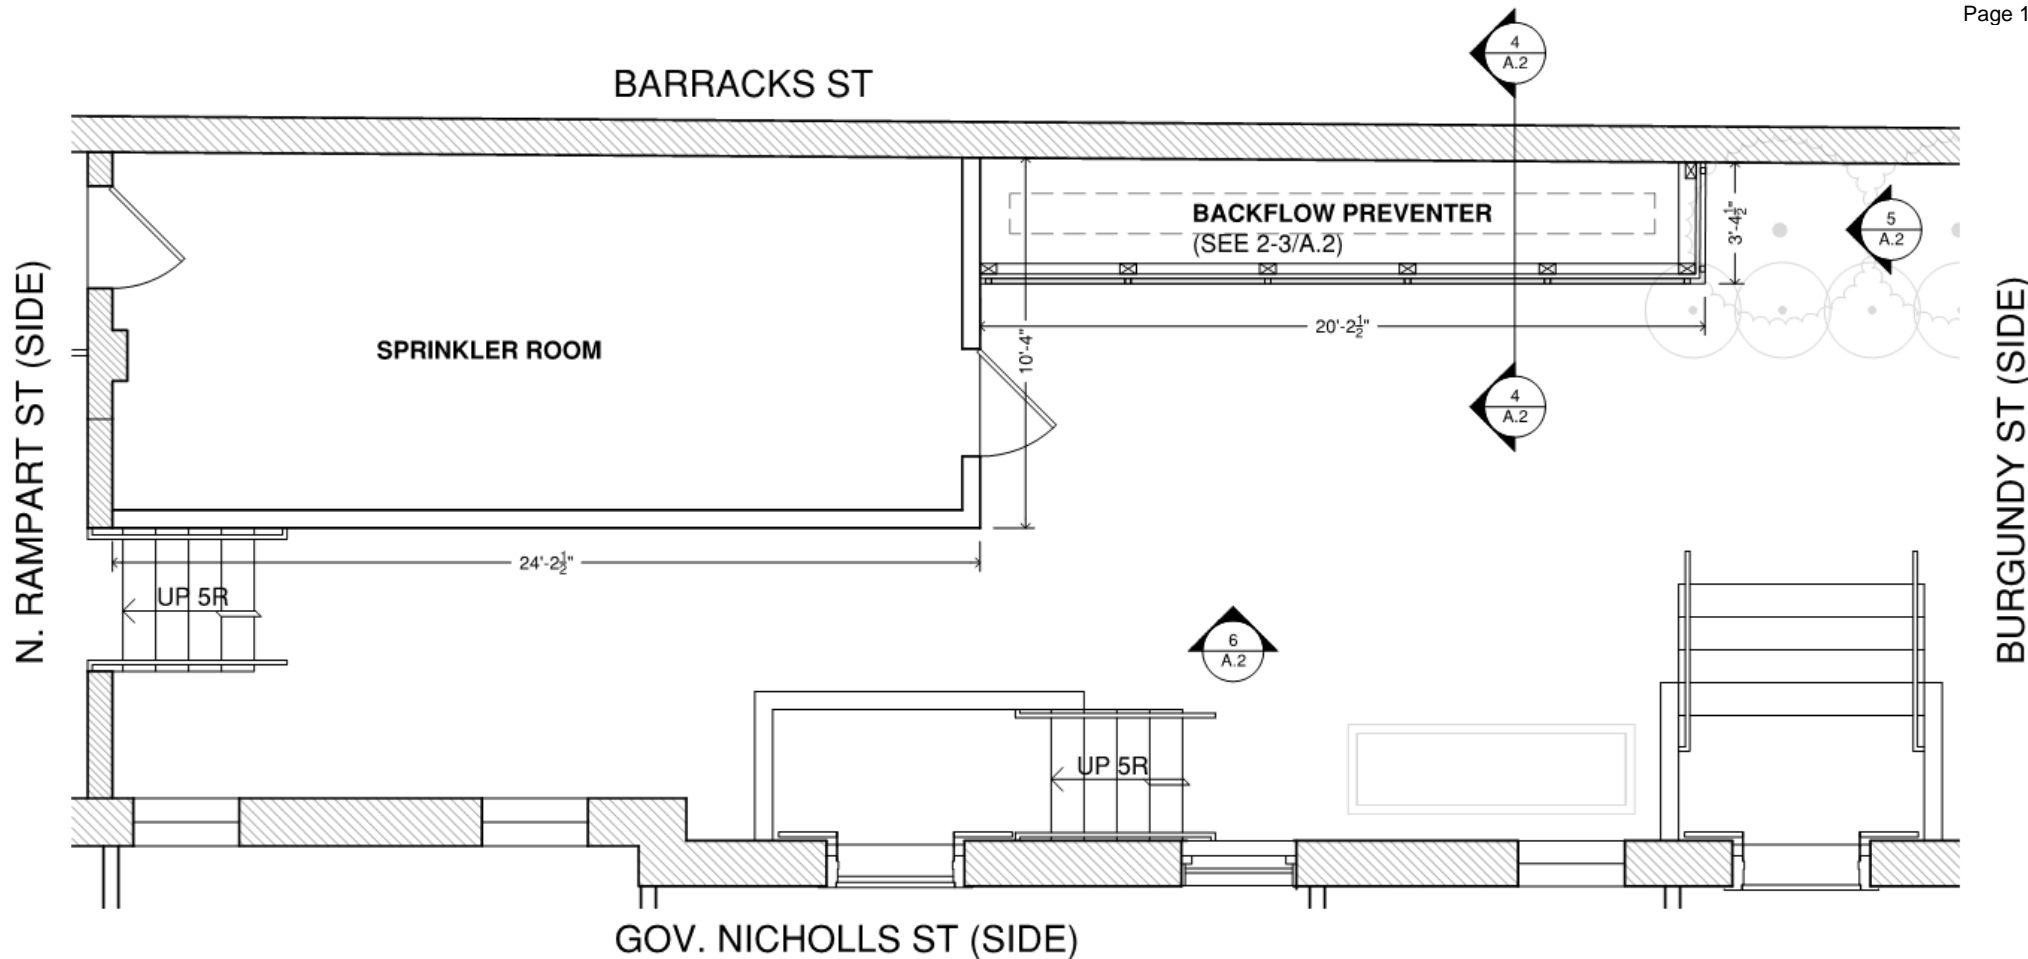 Page 1
4
A.2
BARRACKS ST
BACKFLOW PREVENTER
(SEE 2-3/A.2)
3'-4½"
5
A.2
20'-2½"
10'-4"
SPRINKLER ROOM
4
A.2
N. RAMPART ST (SIDE)
BURGUNDY ST (SIDE)
24'-2½"
UP 5R
6
A.2
UP 5R
GOV. NICHOLLS ST (SIDE)